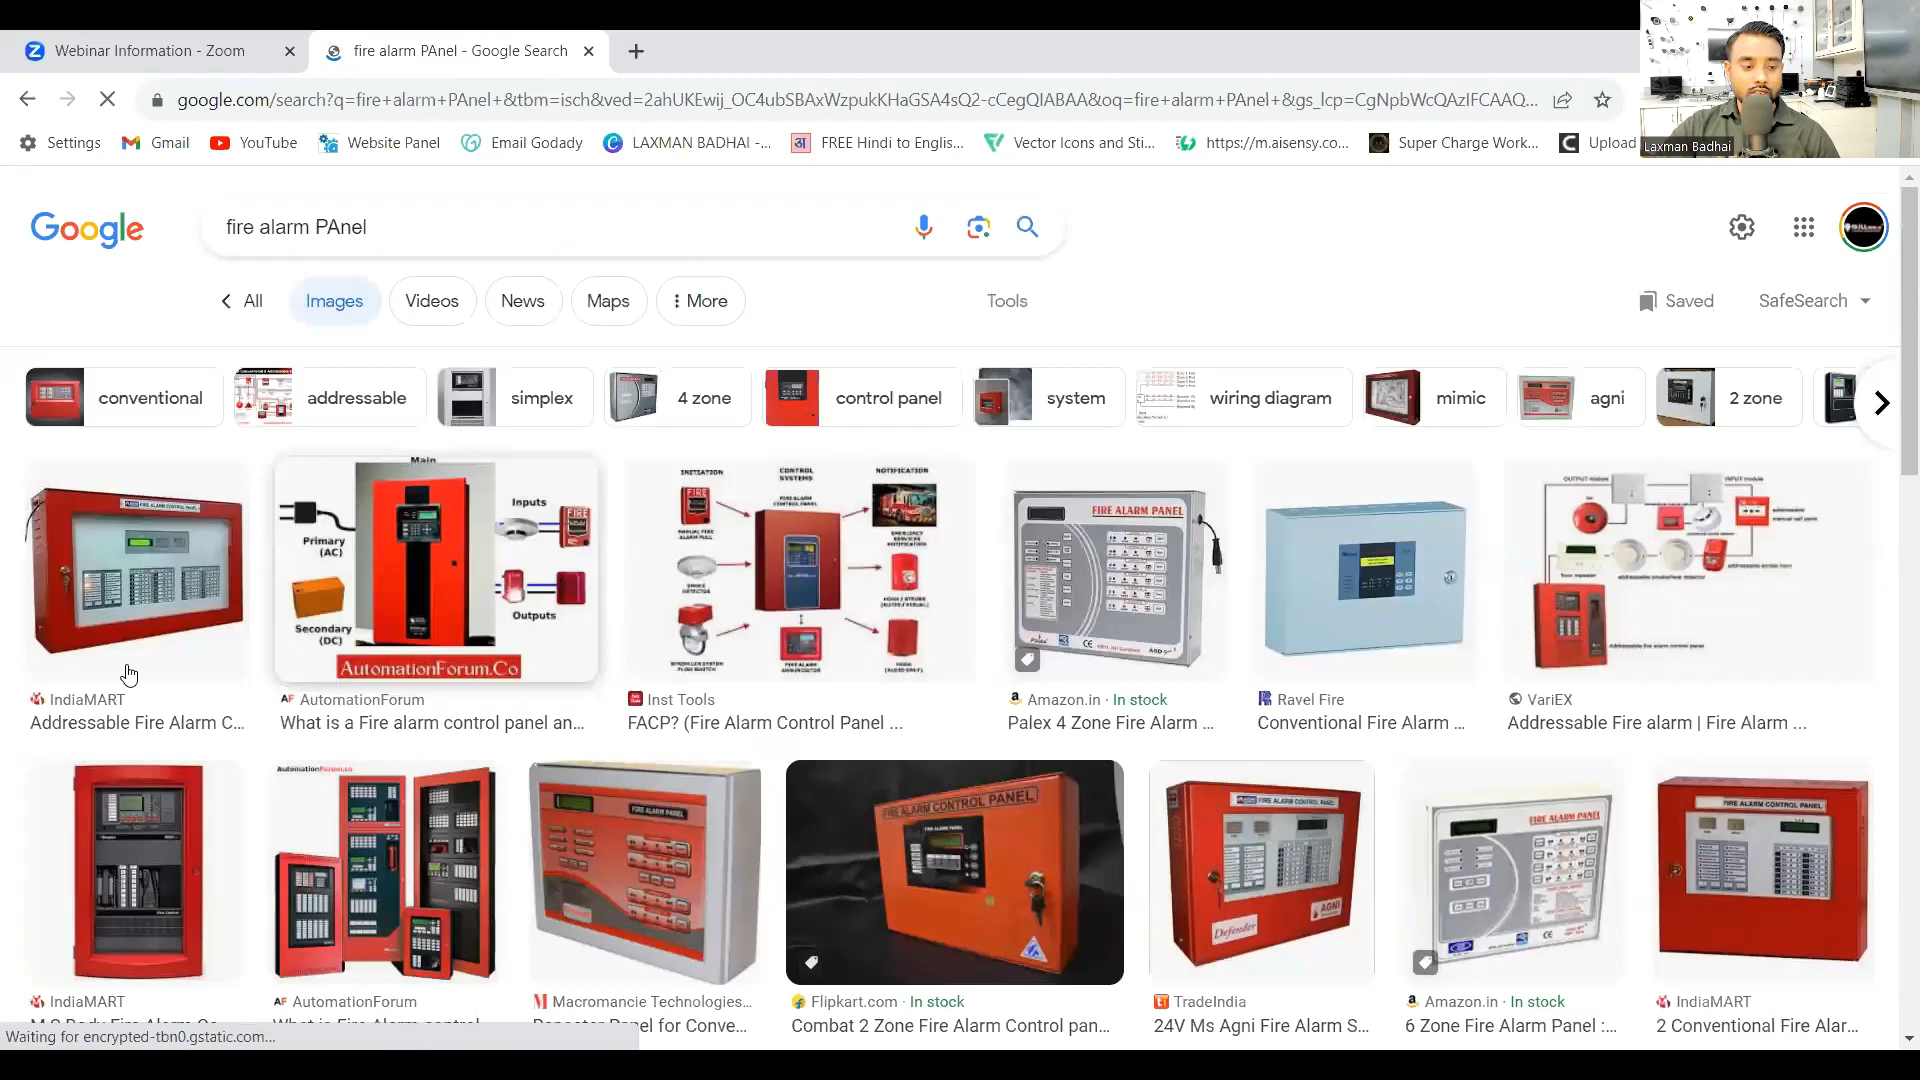 Webinar Information - Zoom
fire alarm PAnel - Google Search
google.com/search?q=fire+alarm+PAnel+&tbm=isch&ved=2ahUKEwij_OC4ubSBAxWzpukKHaGSA4sQ2-cCegQIABAA&oq=fire+alarm+PAnel+&gs_lcp=CgNpbWcQAzIFCAAQ...
Settings
Gmail
YouTube
Website Panel
Email Godady
LAXMAN BADHAI -...
FREE Hindi to Englis...
Vector Icons and Sti...
https://m.aisensy.co...
Super Charge Work...
Upload
Laxman Badhai
Google
fire alarm PAnel
All
Images
Videos
News
Maps
More
Tools
Saved
SafeSearch
conventional
addressable
simplex
4 zone
control panel
system
wiring diagram
mimic
agni
2 zone
Main
Primary
(AC)
Secondary
(DC)
Inputs
Outputs
AutomationForum.Co
INITIATION
CONTROL
SYSTEMS
NOTIFICATION
FIRE ALARM PANEL
OUTPUT module
INPUT module
IndiaMART
Addressable Fire Alarm C...
AutomationForum
What is a Fire alarm control panel an...
Inst Tools
FACP? (Fire Alarm Control Panel ...
Amazon.in · In stock
Palex 4 Zone Fire Alarm ...
Ravel Fire
Conventional Fire Alarm ...
VariEX
Addressable Fire alarm | Fire Alarm ...
AutomationForum.co
FIRE ALARM PANEL
FIRE ALARM CONTROL PANEL
FIRE ALARM CONTROL PANEL
Defender
AGNI
FIRE ALARM PANEL
FIRE ALARM CONTROL PANEL
IndiaMART
AutomationForum
What is Fire Alarm control
Macromancie Technologies...
Repeater Panel for Conve...
Flipkart.com · In stock
Combat 2 Zone Fire Alarm Control pan...
TradeIndia
24V Ms Agni Fire Alarm S...
Amazon.in · In stock
6 Zone Fire Alarm Panel :...
IndiaMART
2 Conventional Fire Alar...
Waiting for encrypted-tbn0.gstatic.com...